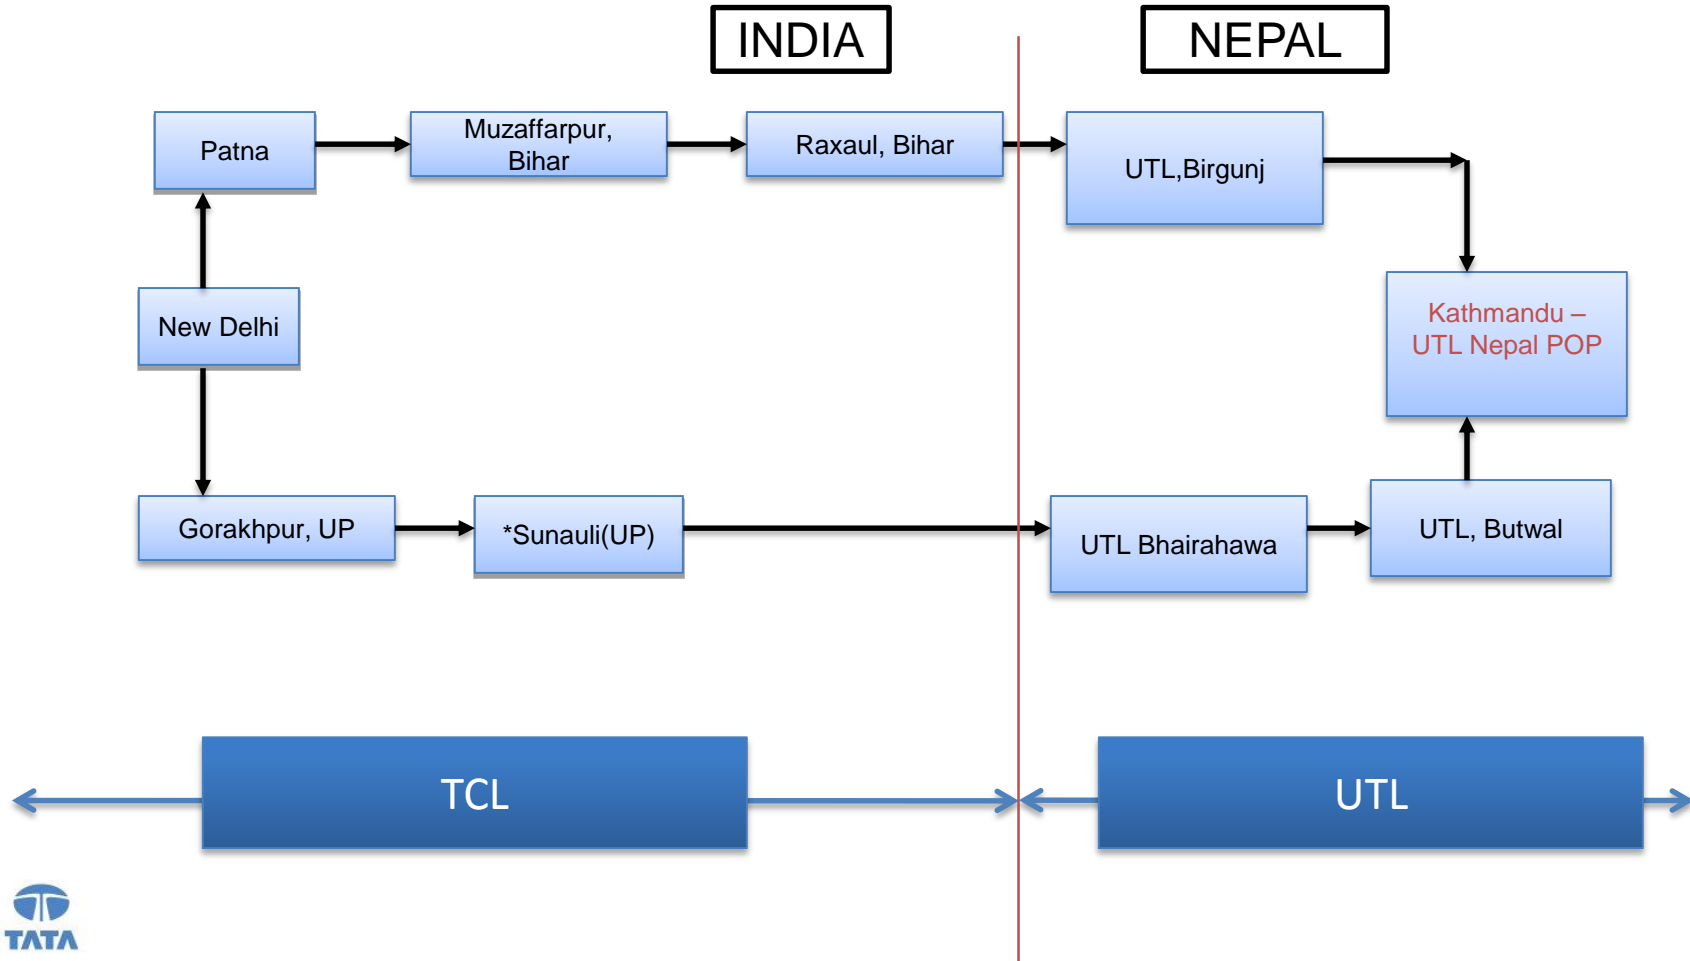 INDIA
NEPAL
Patna
Muzaffarpur,
Bihar
Raxaul, Bihar
UTL,Birgunj
New Delhi
Kathmandu –
UTL Nepal POP
Gorakhpur, UP
*Sunauli(UP)
UTL Bhairahawa
UTL, Butwal
TCL
UTL
TATA